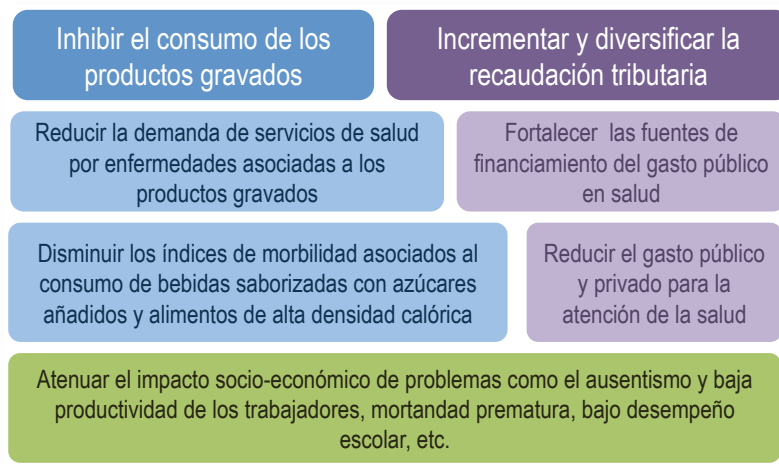 Inhibir el consumo de los
productos gravados
Incrementar y diversificar la
recaudación tributaria
Reducir la demanda de servicios de salud
por enfermedades asociadas a los
productos gravados
Fortalecer las fuentes de
financiamiento del gasto público
en salud
Disminuir los índices de morbilidad asociados al
consumo de bebidas saborizadas con azúcares
añadidos y alimentos de alta densidad calórica
Reducir el gasto público
y privado para la
atención de la salud
Atenuar el impacto socio-económico de problemas como el ausentismo y baja
productividad de los trabajadores, mortandad prematura, bajo desempeño
escolar, etc.